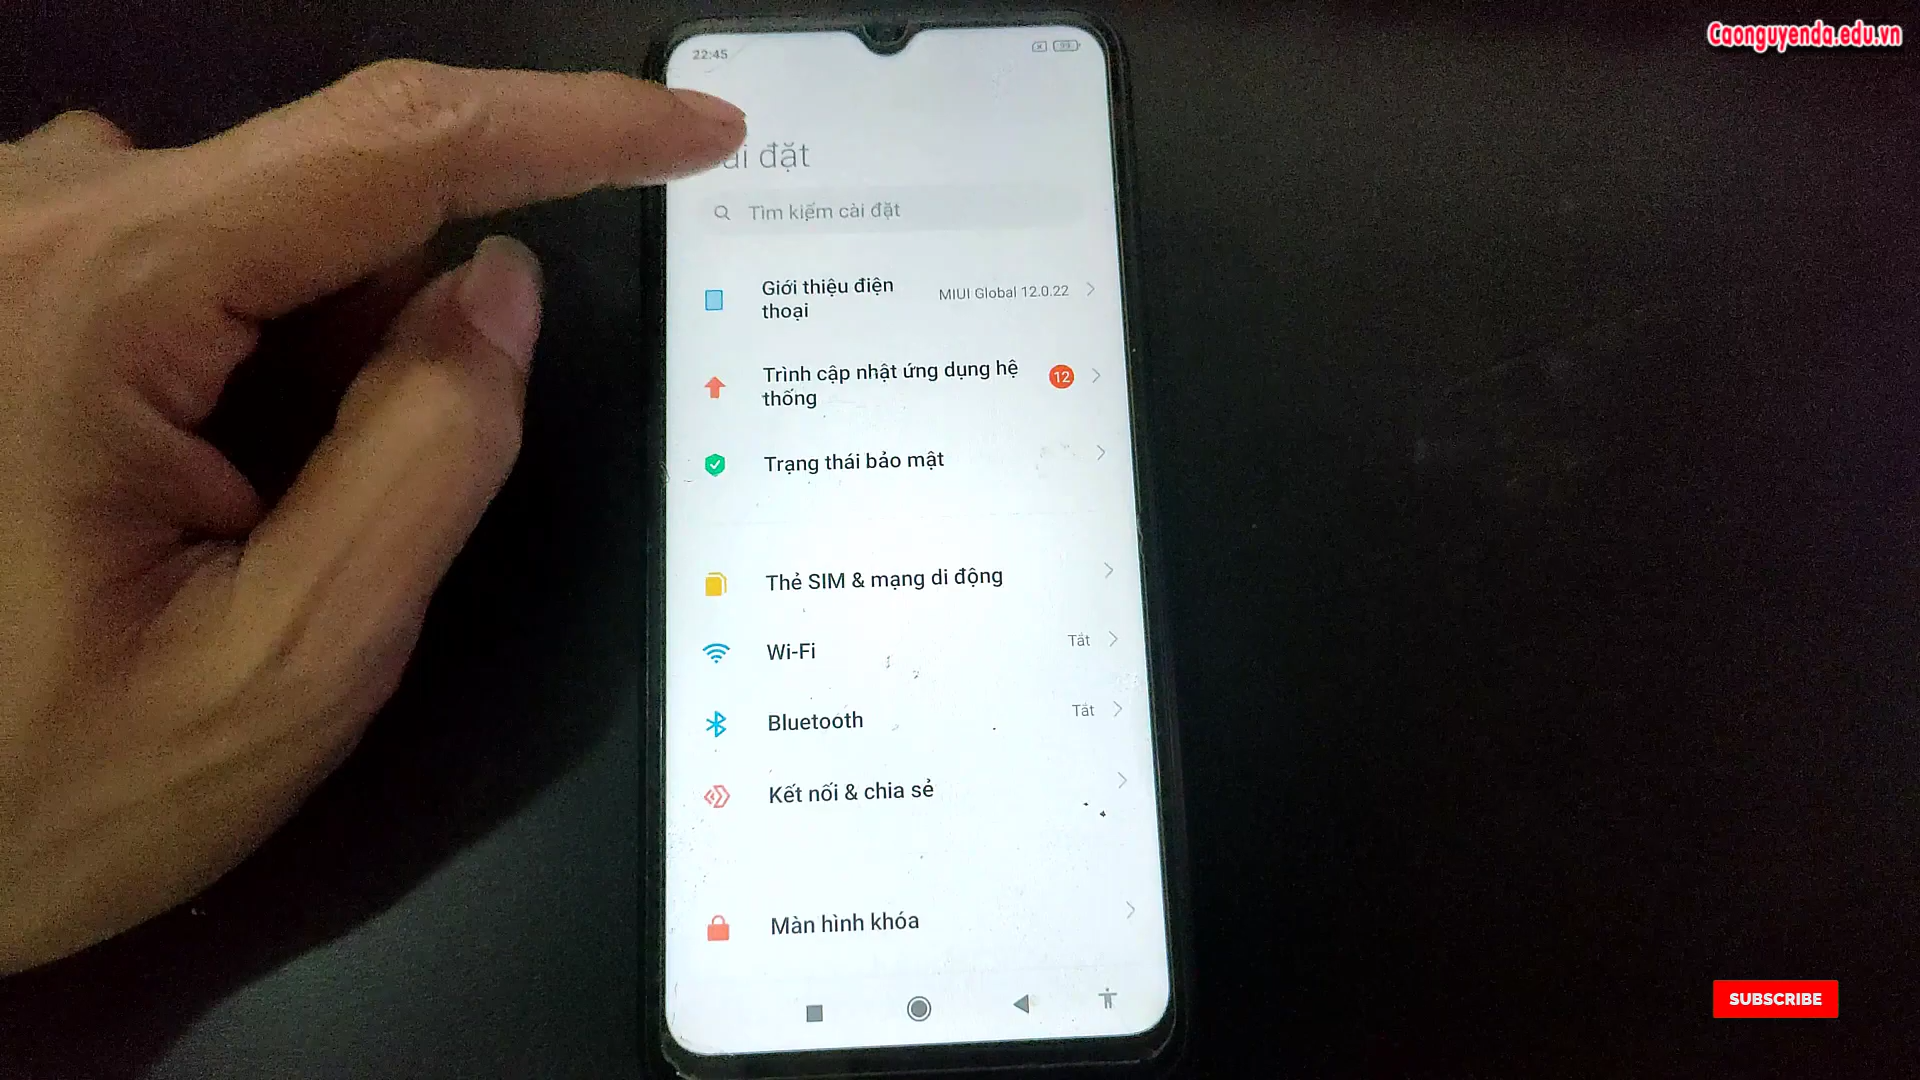 Caonguyenda.edu.vn
22:45
99
ài đặt
Tìm kiếm cài đặt
Giới thiệu điện
thoại
MIUI Global 12.0.22
Trình cập nhật ứng dụng hệ
thống
12
Trạng thái bảo mật
Thẻ SIM & mạng di động
Wi-Fi
Tắt
Bluetooth
Tắt
Kết nối & chia sẻ
Màn hình khóa
SUBSCRIBE